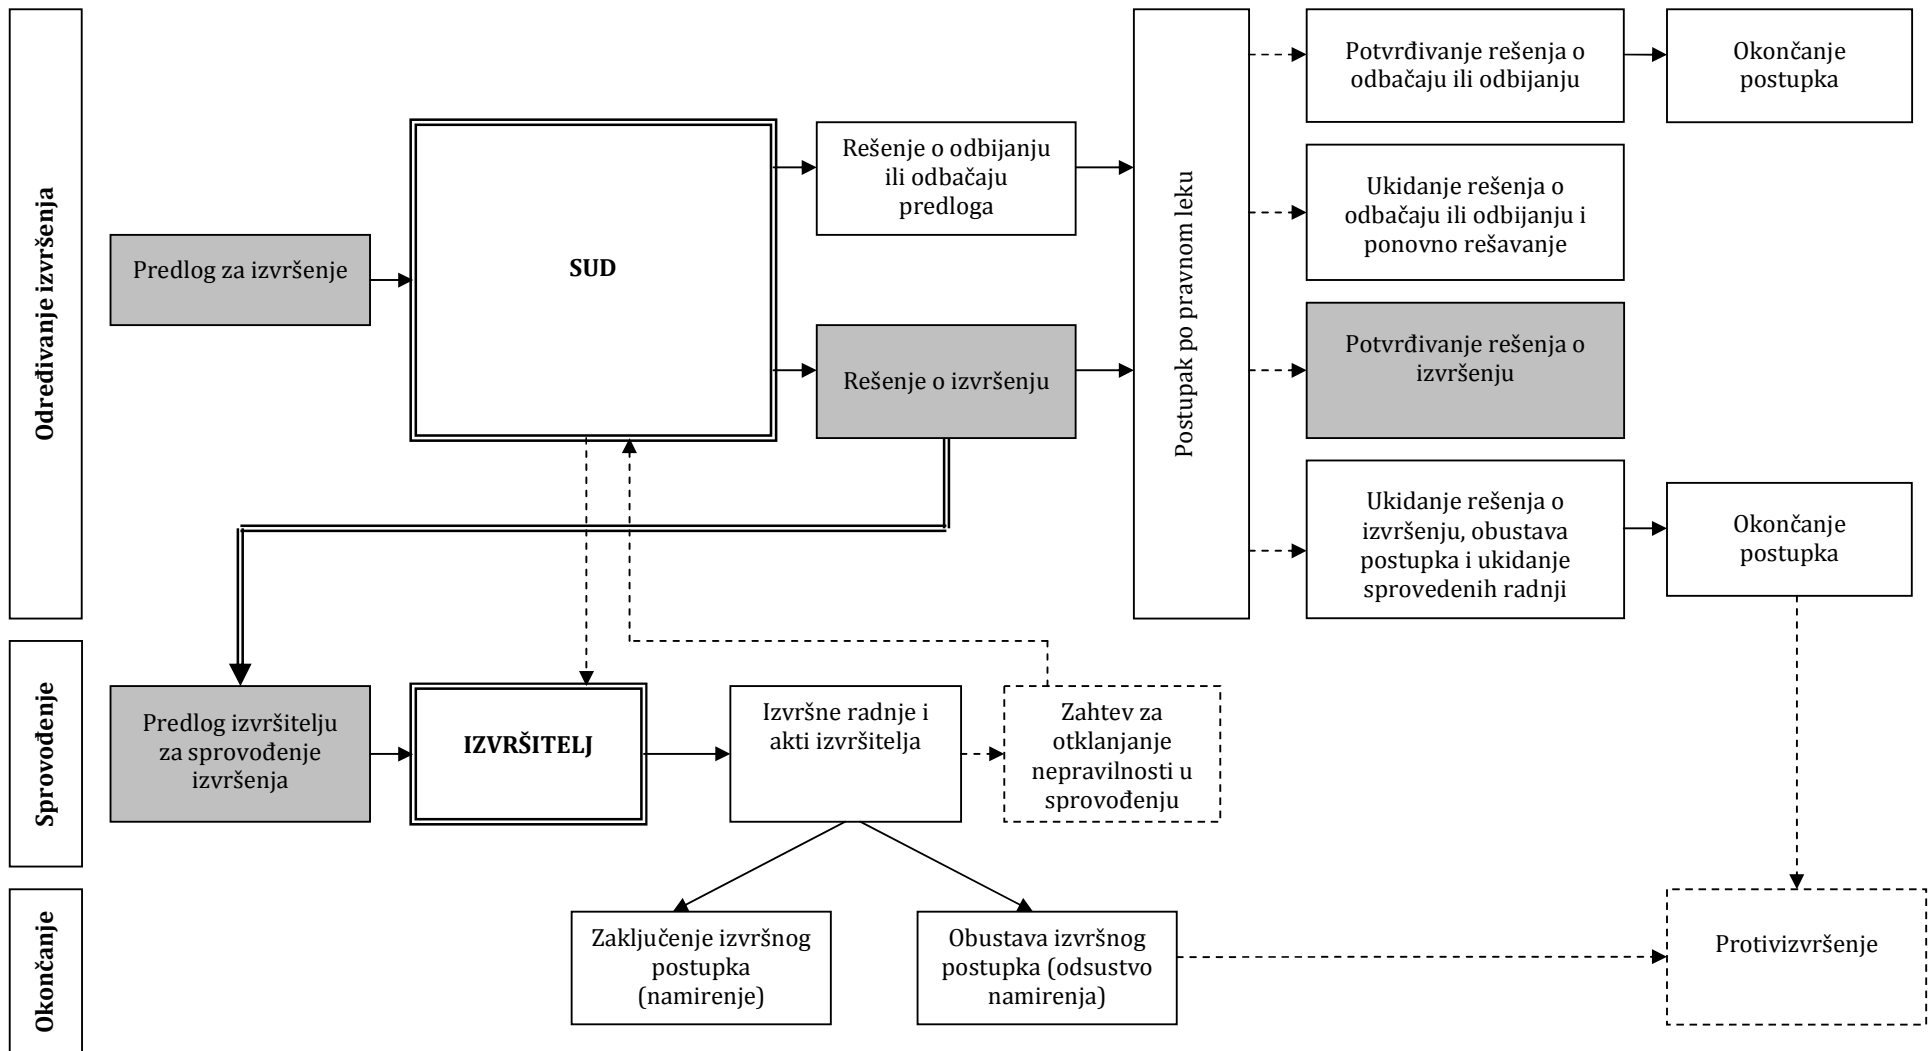 Određivanje izvršenja
Predlog za izvršenje
SUD
Rešenje o odbijanju
ili odbačaju
predloga
Rešenje o izvršenju
Postupak po pravnom leku
Potvrđivanje rešenja o
odbačaju ili odbijanju
Okončanje
postupka
Ukidanje rešenja o
odbačaju ili odbijanju i
ponovno rešavanje
Potvrđivanje rešenja o
izvršenju
Ukidanje rešenja o
izvršenju, obustava
postupka i ukidanje
sprovedenih radnji
Okončanje
postupka
Sprovođenje
Predlog izvršitelju
za sprovođenje
izvršenja
IZVRŠITELJ
Izvršne radnje i
akti izvršitelja
Zahtev za
otklanjanje
nepravilnosti u
sprovođenju
Okončanje
Zaključenje izvršnog
postupka
(namirenje)
Obustava izvršnog
postupka (odsustvo
namirenja)
Protivizvršenje